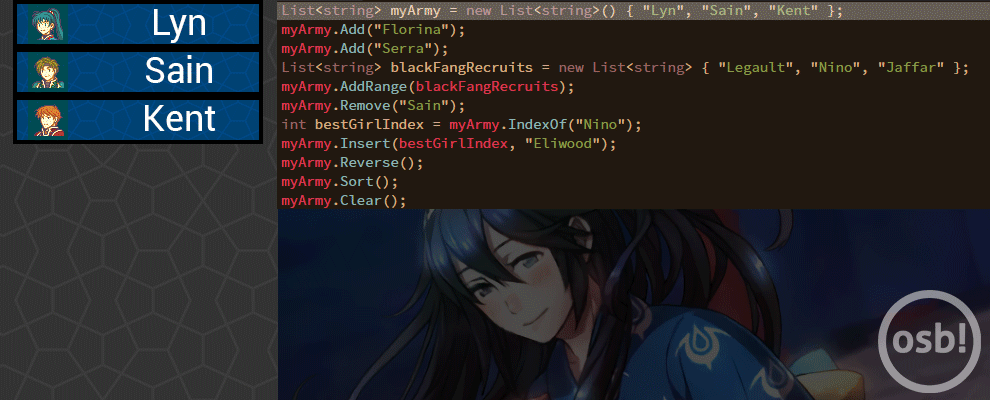 Lyn
Sain
Kent
List<string> myArmy = new List<string>() { "Lyn", "Sain", "Kent" };
myArmy.Add("Florina");
myArmy.Add("Serra");
List<string> blackFangRecruits = new List<string> { "Legault", "Nino", "Jaffar" };
myArmy.AddRange(blackFangRecruits);
myArmy.Remove("Sain");
int bestGirlIndex = myArmy.IndexOf("Nino");
myArmy.Insert(bestGirlIndex, "Eliwood");
myArmy.Reverse();
myArmy.Sort();
myArmy.Clear();
osb!